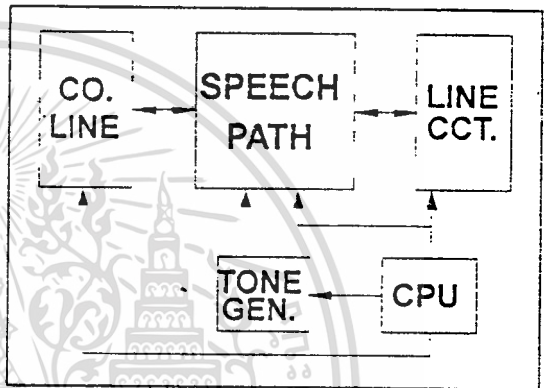 CO.
LINE
SPEECH
PATH
LINE
CCT.
TONE
GEN.
CPU